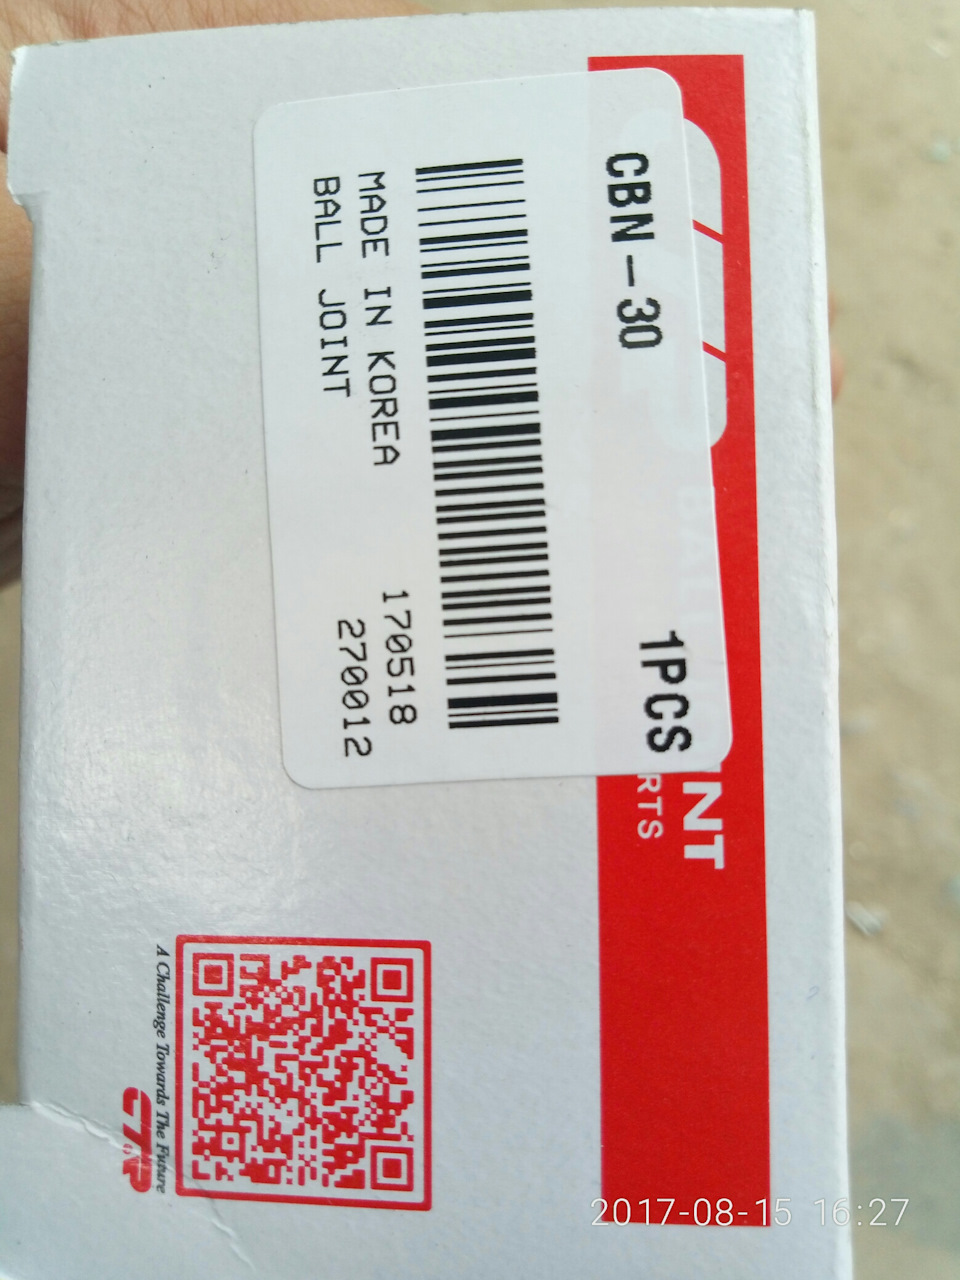 CBN-30 1PCS
MADE IN KOREA 170518
BALL JOINT 270012
INT
RTS
A Challenge Towards The Future
CTR
2017-08-15 16:27